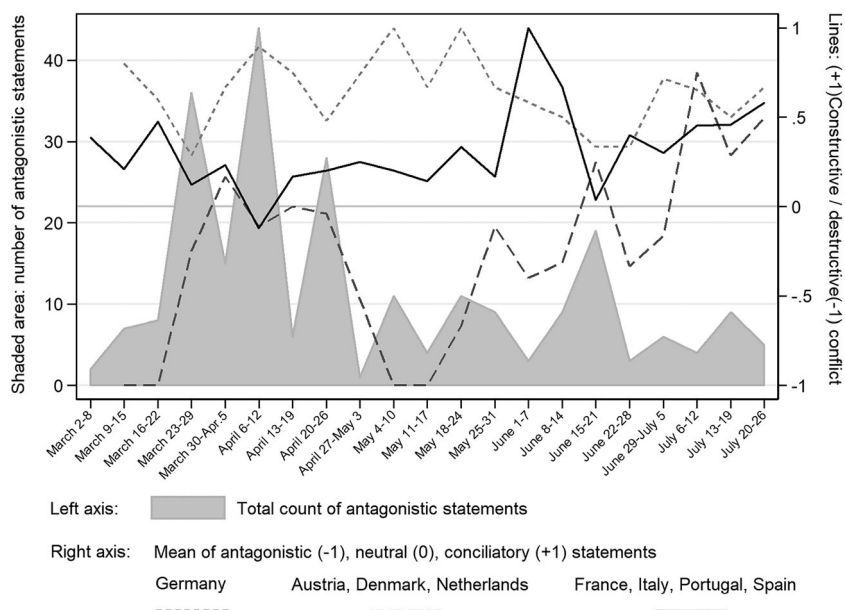 Shaded area: number of antagonistic statements
40
30
20
10
0
1
.5
0
-.5
-1
Lines: (+1)Constructive / destructive(-1) conflict
March 2-8
March 9-15
March 16-22
March 23-29
March 30-Apr.5
April 6-12
April 13-19
April 20-26
April 27-May 3
May 4-10
May 11-17
May 18-24
May 25-31
June 1-7
June 8-14
June 15-21
June 22-28
June 29-July 5
July 6-12
July 13-19
July 20-26
Left axis: Total count of antagonistic statements
Right axis: Mean of antagonistic (-1), neutral (0), conciliatory (+1) statements
Germany Austria, Denmark, Netherlands France, Italy, Portugal, Spain